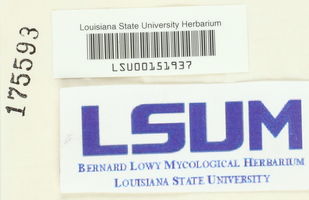 Louisiana State University Herbarium
LSU00151937
175593
LSUM
BERNARD LOWY MYCOLOGICAL HERBARIUM
LOUISIANA STATE UNIVERSITY